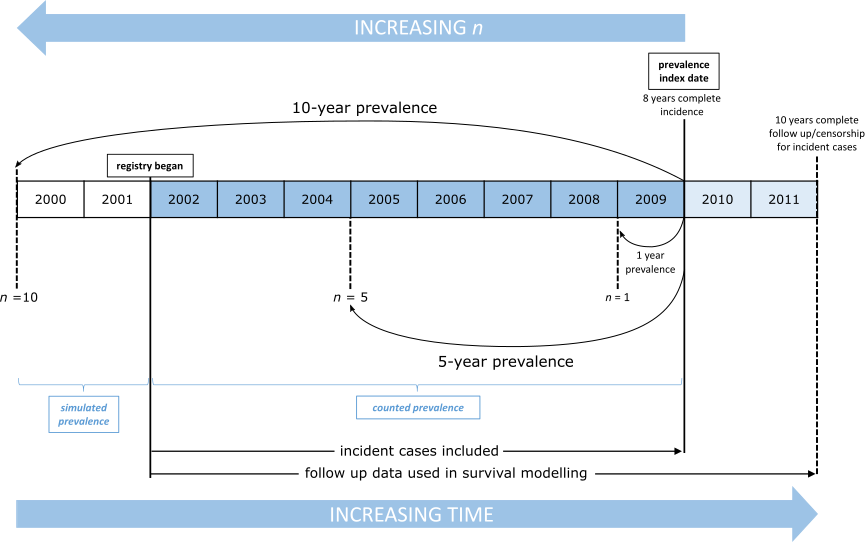 INCREASING n
prevalence
index date
8 years complete
incidence
10-year prevalence
10 years complete
follow up/censorship
for incident cases
registry began
2000 2001 2002 2003 2004 2005 2006 2007 2008 2009 2010 2011
1 year
prevalence
n =10
n = 5
n = 1
5-year prevalence
simulated
prevalence
counted prevalence
incident cases included
follow up data used in survival modelling
INCREASING TIME